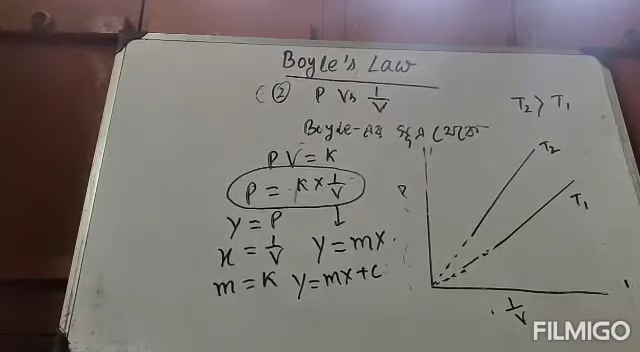 Boyle's Law
② P Vs 1/V
T₂ > T₁
Boyle-এর
PV = K
P = K × 1/V
y = P
x = 1/V y = mx
m = K y = mx + c
P
T₂
T₁
1/V
FILMIGO